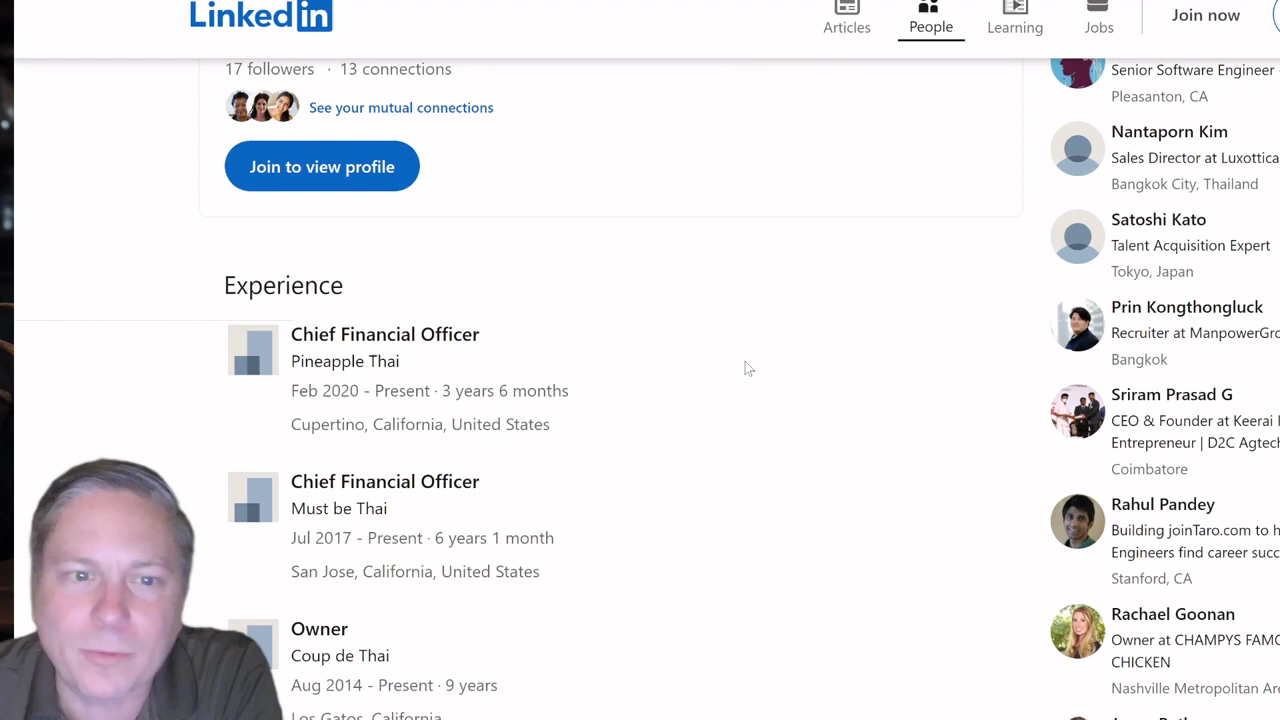 Linked in
Articles
People
Learning
Jobs
Join now
17 followers · 13 connections
See your mutual connections
Join to view profile
Experience
Chief Financial Officer
Pineapple Thai
Feb 2020 - Present · 3 years 6 months
Cupertino, California, United States
Chief Financial Officer
Must be Thai
Jul 2017 - Present · 6 years 1 month
San Jose, California, United States
Owner
Coup de Thai
Aug 2014 - Present · 9 years
Los Gatos, California
Senior Software Engineer
Pleasanton, CA
Nantaporn Kim
Sales Director at Luxottica
Bangkok City, Thailand
Satoshi Kato
Talent Acquisition Expert
Tokyo, Japan
Prin Kongthongluck
Recruiter at ManpowerGro
Bangkok
Sriram Prasad G
CEO & Founder at Keerai
Entrepreneur | D2C Agtech
Coimbatore
Rahul Pandey
Building joinTaro.com to h
Engineers find career succ
Stanford, CA
Rachael Goonan
Owner at CHAMPYS FAMO
CHICKEN
Nashville Metropolitan Are